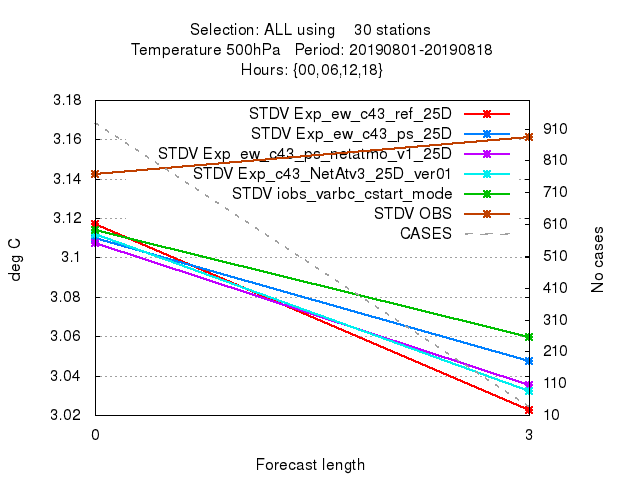 Selection: ALL using 30 stations
Temperature 500hPa Period: 20190801-20190818
Hours: {00,06,12,18}
STDV Exp_ew_c43_ref_25D
STDV Exp_ew_c43_ps_25D
STDV Exp_ew_c43_ps_netatmo_v1_25D
STDV Exp_c43_NetAtv3_25D_ver01
STDV iobs_varbc_cstart_mode
STDV OBS
CASES
3.18
3.16
3.14
3.12
3.1
3.08
3.06
3.04
3.02
deg C
910
810
710
610
510
410
310
210
110
10
No cases
0
3
Forecast length